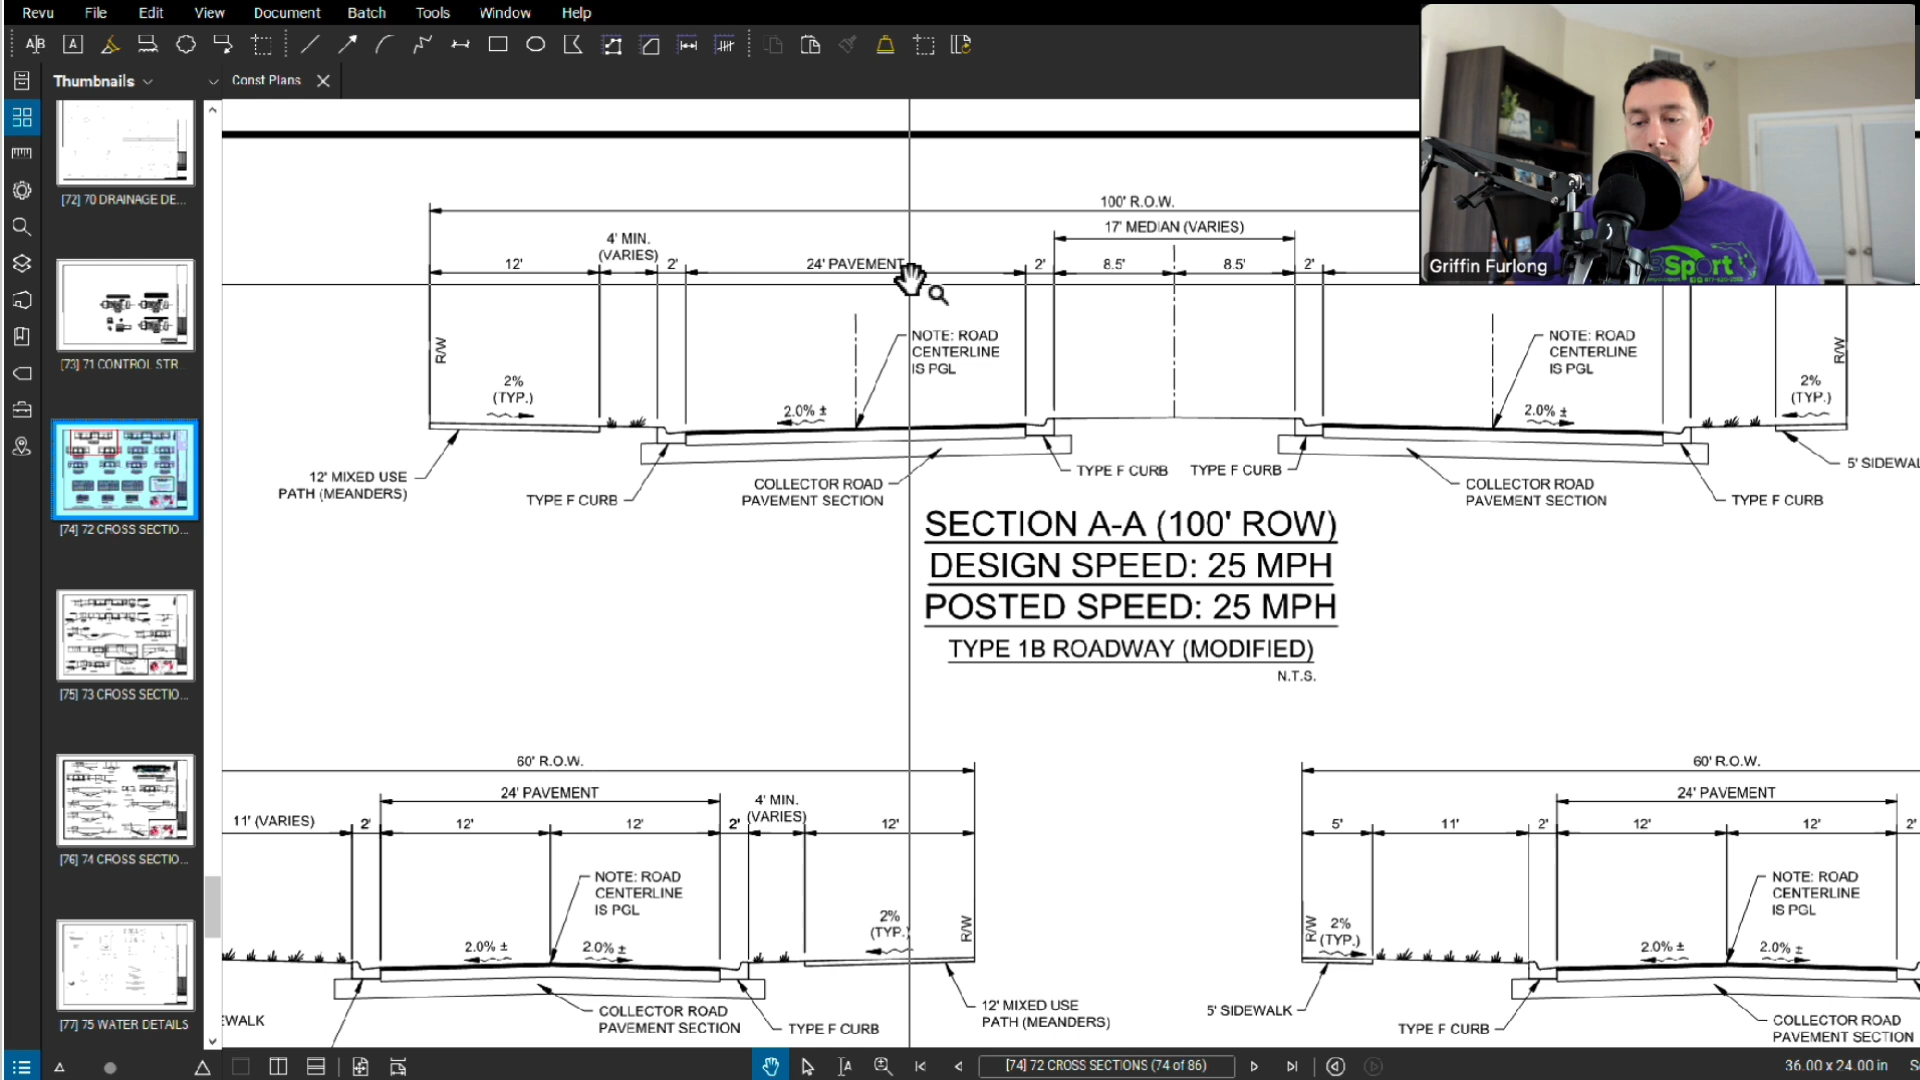 Revu File Edit View Document Batch Tools Window Help
Thumbnails
Const Plans
[72] 70 DRAINAGE DE...
[73] 71 CONTROL STR...
[74] 72 CROSS SECTIO...
[75] 73 CROSS SECTIO...
[76] 74 CROSS SECTIO...
[77] 75 WATER DETAILS
Griffin Furlong
Sport
100' R.O.W.
17' MEDIAN (VARIES)
4' MIN.
(VARIES)
12' 2' 24' PAVEMENT 2' 8.5' 8.5' 2'
R/W
NOTE: ROAD
CENTERLINE
IS PGL
NOTE: ROAD
CENTERLINE
IS PGL
R/W
2%
(TYP.)
2.0% ±
2.0% ±
2%
(TYP.)
12' MIXED USE
PATH (MEANDERS)
TYPE F CURB
COLLECTOR ROAD
PAVEMENT SECTION
TYPE F CURB
TYPE F CURB
COLLECTOR ROAD
PAVEMENT SECTION
TYPE F CURB
5' SIDEWAL
SECTION A-A (100' ROW)
DESIGN SPEED: 25 MPH
POSTED SPEED: 25 MPH
TYPE 1B ROADWAY (MODIFIED)
N.T.S.
60' R.O.W.
24' PAVEMENT
4' MIN.
(VARIES)
11' (VARIES) 2' 12' 12' 2' 12'
NOTE: ROAD
CENTERLINE
IS PGL
2.0% ±
2.0% ±
2%
(TYP.)
R/W
EWALK
COLLECTOR ROAD
PAVEMENT SECTION
TYPE F CURB
12' MIXED USE
PATH (MEANDERS)
60' R.O.W.
24' PAVEMENT
5' 11' 2' 12' 12' 2'
NOTE: ROAD
CENTERLINE
IS PGL
R/W
2%
(TYP.)
2.0% ±
2.0% ±
5' SIDEWALK
TYPE F CURB
COLLECTOR ROAD
PAVEMENT SECTION
[74] 72 CROSS SECTIONS (74 of 86)
36.00 x 24.00 in